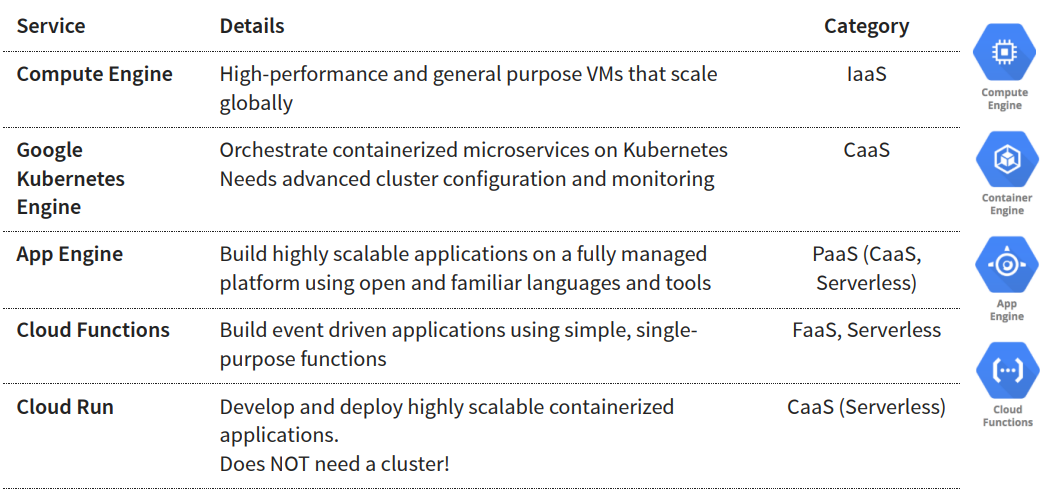 Service Details Category
Compute Engine High-performance and general purpose VMs that scale IaaS
globally
Google Orchestrate containerized microservices on Kubernetes CaaS
Kubernetes Needs advanced cluster configuration and monitoring
Engine
App Engine Build highly scalable applications on a fully managed PaaS (CaaS,
platform using open and familiar languages and tools Serverless)
Cloud Functions Build event driven applications using simple, single- FaaS, Serverless
purpose functions
Cloud Run Develop and deploy highly scalable containerized CaaS (Serverless)
applications.
Does NOT need a cluster!
Compute
Engine
Container
Engine
App
Engine
Cloud
Functions